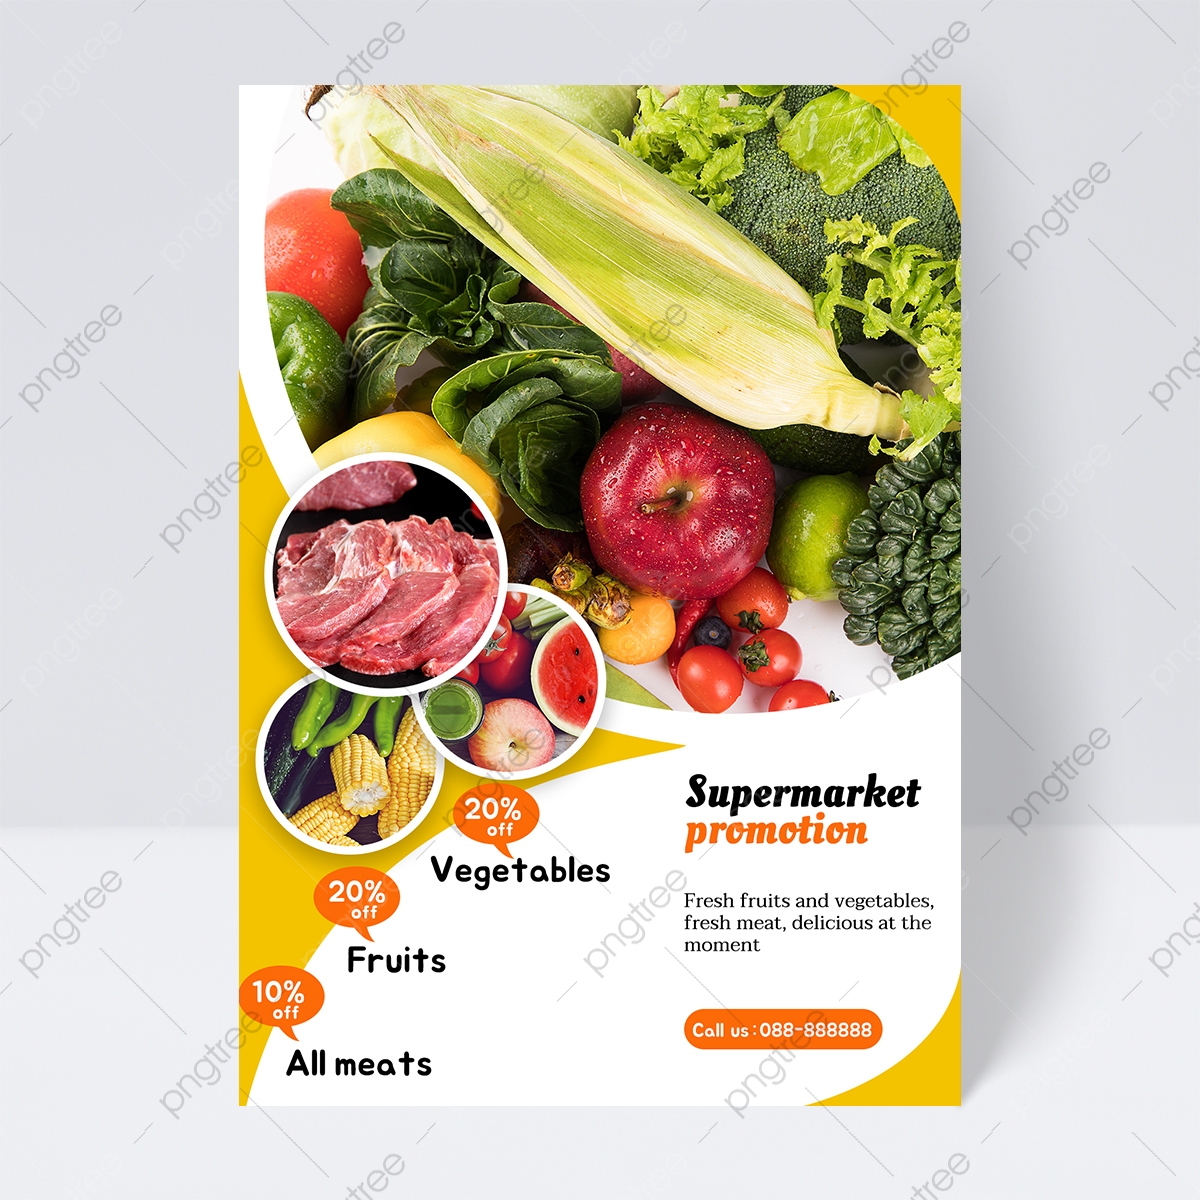 Supermarket
promotion
Fresh fruits and vegetables,
fresh meat, delicious at the
moment
Call us:088-888888
20%
off
Vegetables
20%
off
Fruits
10%
off
All meats
pngtree